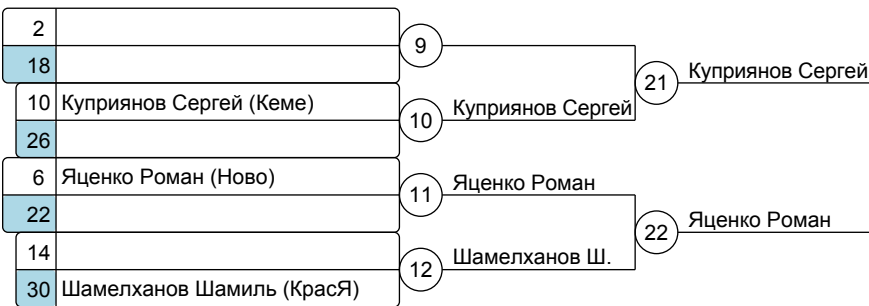 2
9
18
21 Куприянов Сергей
10 Куприянов Сергей (Кеме)
10 Куприянов Сергей
26
6 Яценко Роман (Ново)
11 Яценко Роман
22
22 Яценко Роман
14
12 Шамелханов Ш.
30 Шамелханов Шамиль (КрасЯ)